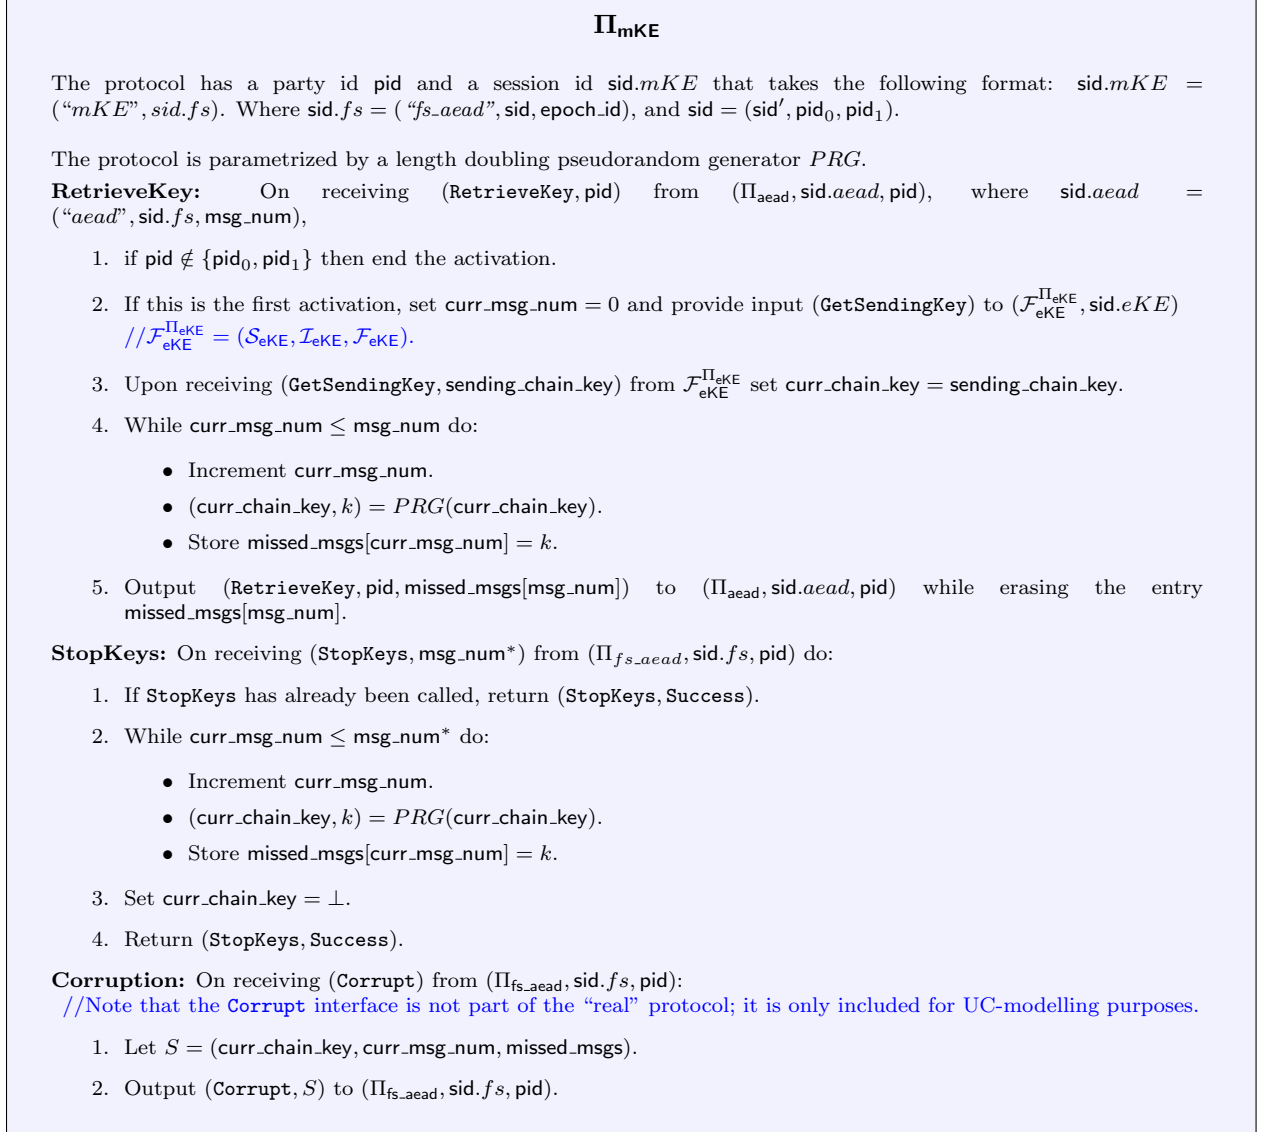 Π_mKE
The protocol has a party id pid and a session id sid.mKE that takes the following format: sid.mKE =
(“mKE”, sid.fs). Where sid.fs = (“fs_aead”, sid, epoch_id), and sid = (sid′, pid₀, pid₁).
The protocol is parametrized by a length doubling pseudorandom generator PRG.
RetrieveKey: On receiving (RetrieveKey, pid) from (Π_aead, sid.aead, pid), where sid.aead =
(“aead”, sid.fs, msg_num),
1. if pid ∉ {pid₀, pid₁} then end the activation.
2. If this is the first activation, set curr_msg_num = 0 and provide input (GetSendingKey) to (F_eKE^Π_eKE, sid.eKE)
//F_eKE^Π_eKE = (S_eKE, I_eKE, F_eKE).
3. Upon receiving (GetSendingKey, sending_chain_key) from F_eKE^Π_eKE set curr_chain_key = sending_chain_key.
4. While curr_msg_num ≤ msg_num do:
• Increment curr_msg_num.
• (curr_chain_key, k) = PRG(curr_chain_key).
• Store missed_msgs[curr_msg_num] = k.
5. Output (RetrieveKey, pid, missed_msgs[msg_num]) to (Π_aead, sid.aead, pid) while erasing the entry
missed_msgs[msg_num].
StopKeys: On receiving (StopKeys, msg_num*) from (Π_fs_aead, sid.fs, pid) do:
1. If StopKeys has already been called, return (StopKeys, Success).
2. While curr_msg_num ≤ msg_num* do:
• Increment curr_msg_num.
• (curr_chain_key, k) = PRG(curr_chain_key).
• Store missed_msgs[curr_msg_num] = k.
3. Set curr_chain_key = ⊥.
4. Return (StopKeys, Success).
Corruption: On receiving (Corrupt) from (Π_fs_aead, sid.fs, pid):
//Note that the Corrupt interface is not part of the “real” protocol; it is only included for UC-modelling purposes.
1. Let S = (curr_chain_key, curr_msg_num, missed_msgs).
2. Output (Corrupt, S) to (Π_fs_aead, sid.fs, pid).